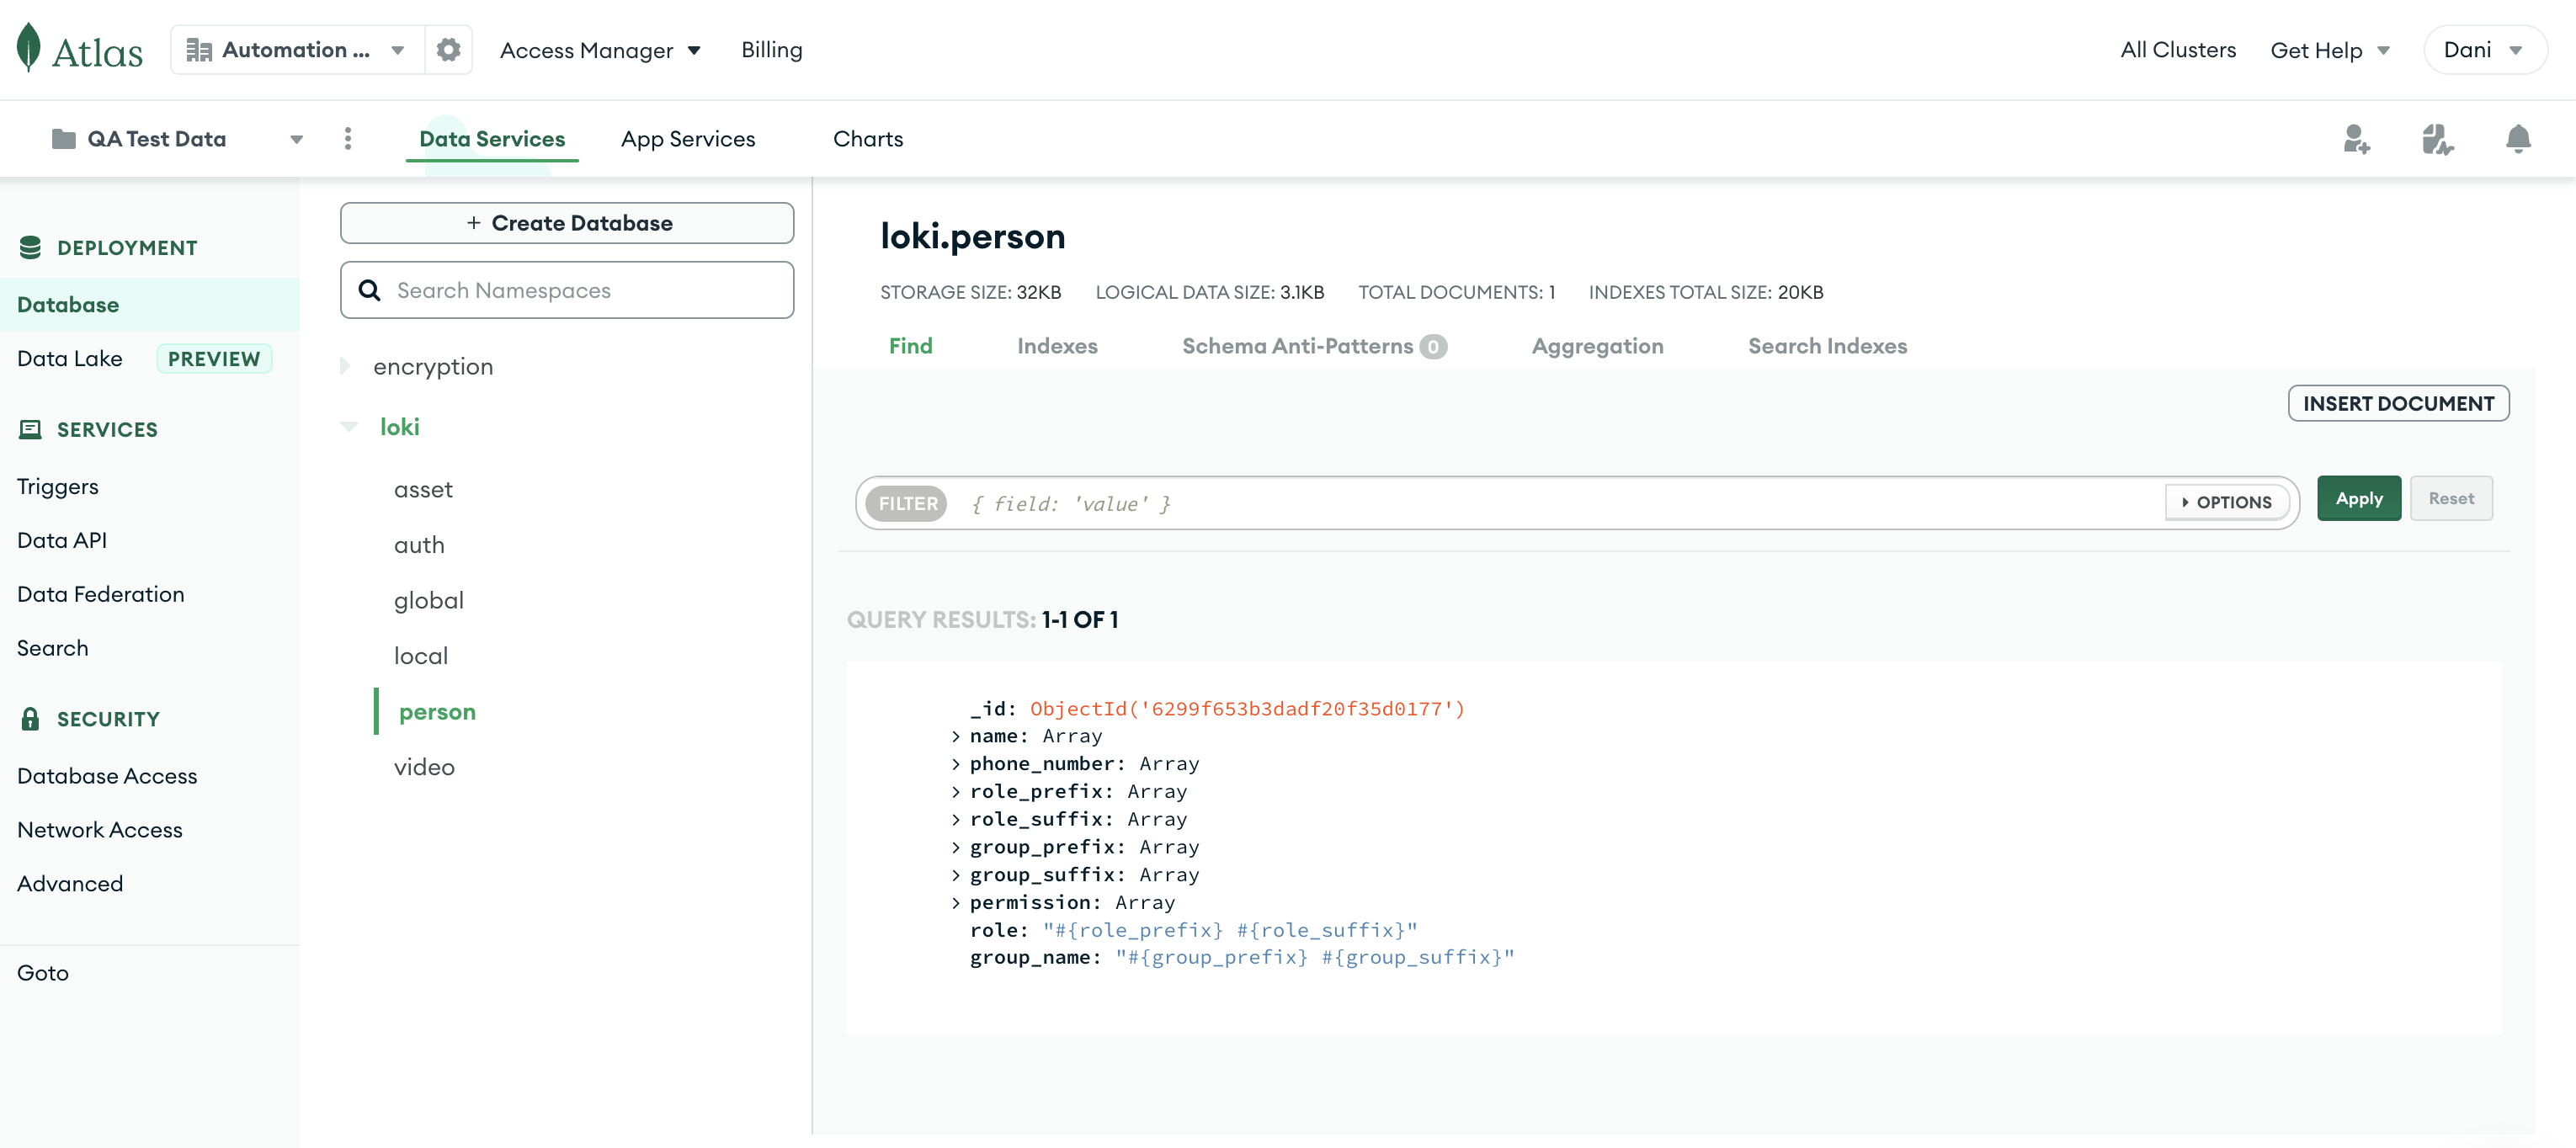 Atlas
Automation ...
Access Manager
Billing
All Clusters
Get Help
Dani
QA Test Data
Data Services
App Services
Charts
DEPLOYMENT
Database
Data Lake PREVIEW
SERVICES
Triggers
Data API
Data Federation
Search
SECURITY
Database Access
Network Access
Advanced
Goto
+ Create Database
Search Namespaces
encryption
loki
asset
auth
global
local
person
video
loki.person
STORAGE SIZE: 32KB LOGICAL DATA SIZE: 3.1KB TOTAL DOCUMENTS: 1 INDEXES TOTAL SIZE: 20KB
Find Indexes Schema Anti-Patterns 0 Aggregation Search Indexes
INSERT DOCUMENT
FILTER { field: 'value' } OPTIONS Apply Reset
QUERY RESULTS: 1-1 OF 1
_id: ObjectId('6299f653b3dadf20f35d0177')
name: Array
phone_number: Array
role_prefix: Array
role_suffix: Array
group_prefix: Array
group_suffix: Array
permission: Array
role: "#{role_prefix} #{role_suffix}"
group_name: "#{group_prefix} #{group_suffix}"